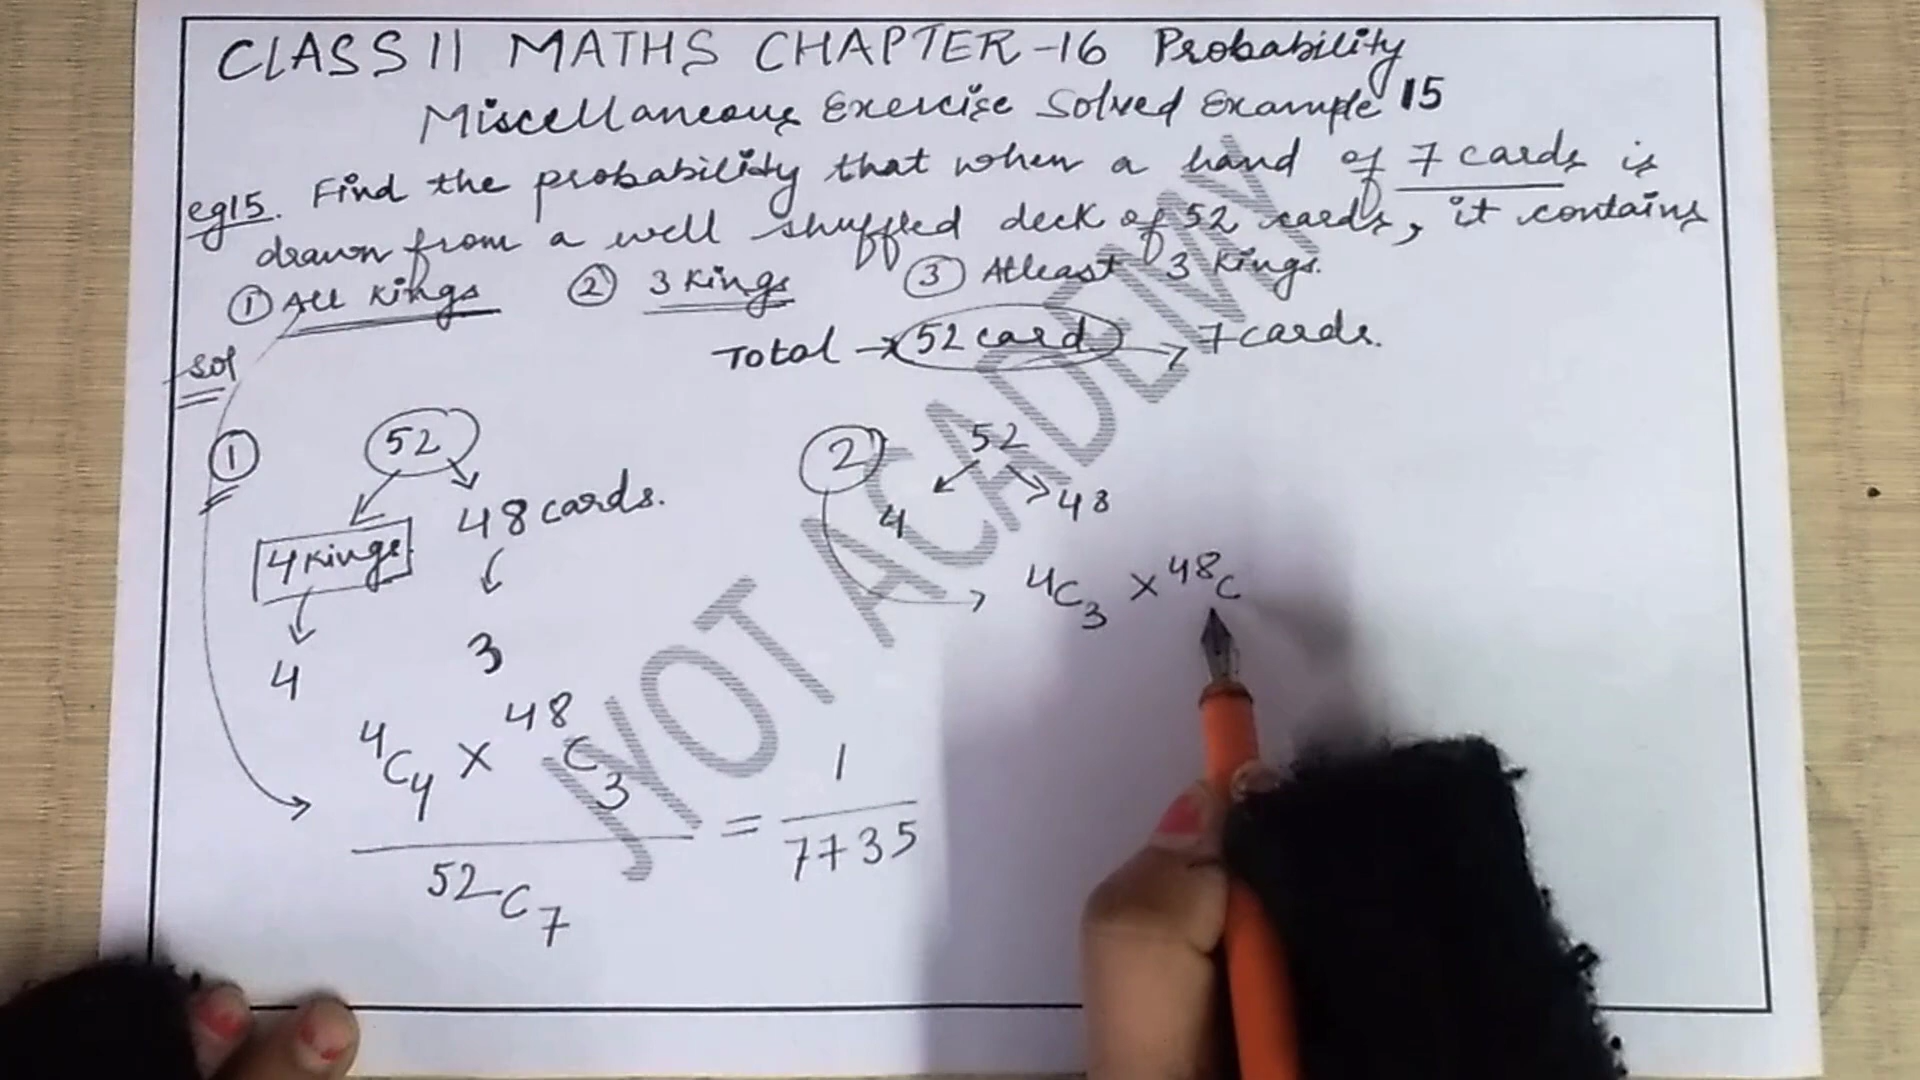 CLASS 11 MATHS CHAPTER-16 Probability
Miscellaneous Exercise Solved Example 15
eg15. Find the probability that when a hand of 7 cards is
drawn from a well shuffled deck of 52 cards, it contains
① All Kings ② 3 Kings ③ Atleast 3 Kings.
Total → 52 card → 7 cards.
Sol
①
52
4 Kings 48 cards.
4 3
⁴C₄ × ⁴⁸C₃
⁵²C₇
= 1
7735
②
52
4 48
⁴C₃ × ⁴⁸C
JYOT ACADEMY